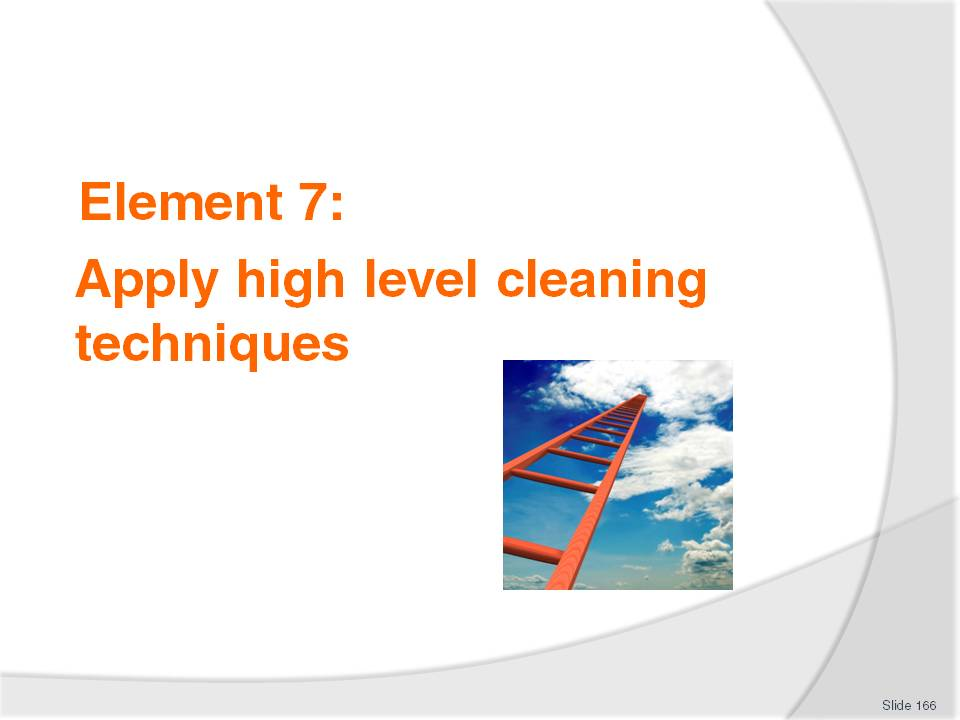 Element 7:
Apply high level cleaning
techniques
Slide 166